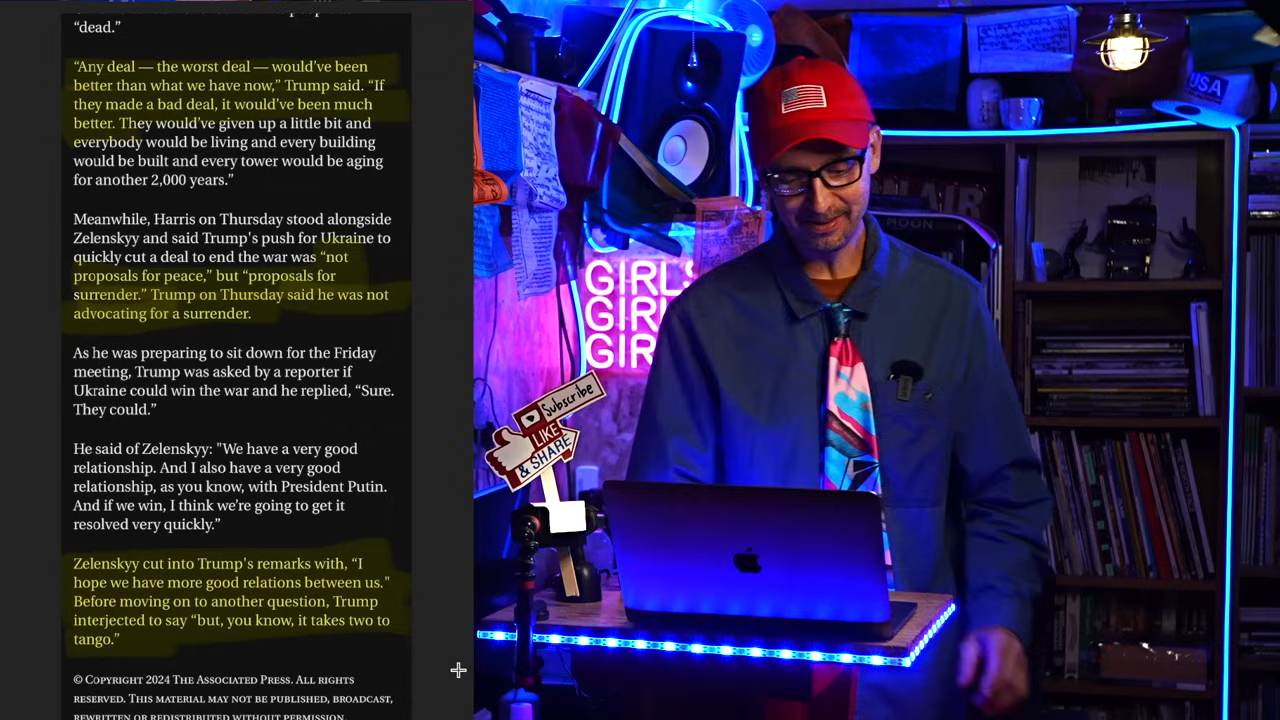 “dead.”
“Any deal — the worst deal — would’ve been
better than what we have now,” Trump said. “If
they made a bad deal, it would’ve been much
better. They would’ve given up a little bit and
everybody would be living and every building
would be built and every tower would be aging
for another 2,000 years.”
Meanwhile, Harris on Thursday stood alongside
Zelenskyy and said Trump's push for Ukraine to
quickly cut a deal to end the war was “not
proposals for peace,” but “proposals for
surrender.” Trump on Thursday said he was not
advocating for a surrender.
As he was preparing to sit down for the Friday
meeting, Trump was asked by a reporter if
Ukraine could win the war and he replied, “Sure.
They could.”
He said of Zelenskyy: "We have a very good
relationship. And I also have a very good
relationship, as you know, with President Putin.
And if we win, I think we’re going to get it
resolved very quickly.”
Zelenskyy cut into Trump's remarks with, “I
hope we have more good relations between us."
Before moving on to another question, Trump
interjected to say “but, you know, it takes two to
tango.”
© COPYRIGHT 2024 THE ASSOCIATED PRESS. ALL RIGHTS
RESERVED. THIS MATERIAL MAY NOT BE PUBLISHED, BROADCAST,
REWRITTEN OR REDISTRIBUTED WITHOUT PERMISSION.
USA
MOON
GIRLS
GIRL
GIR
Subscribe
LIKE
& SHARE